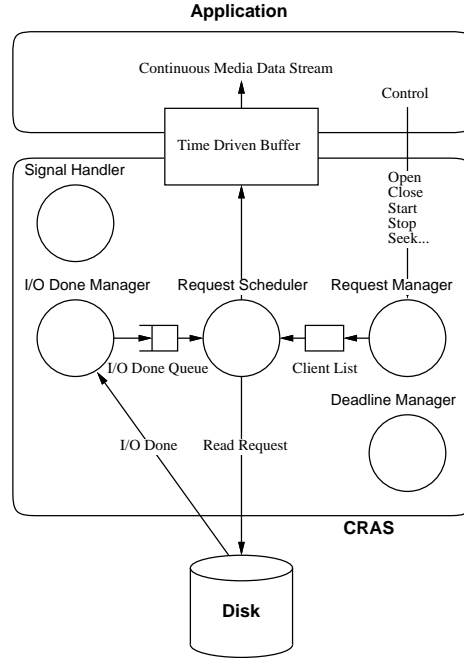 Application
Continuous Media Data Stream
Control
Time Driven Buffer
Signal Handler
Open
Close
Start
Stop
Seek...
I/O Done Manager
Request Scheduler
Request Manager
I/O Done Queue
Client List
Deadline Manager
I/O Done
Read Request
CRAS
Disk